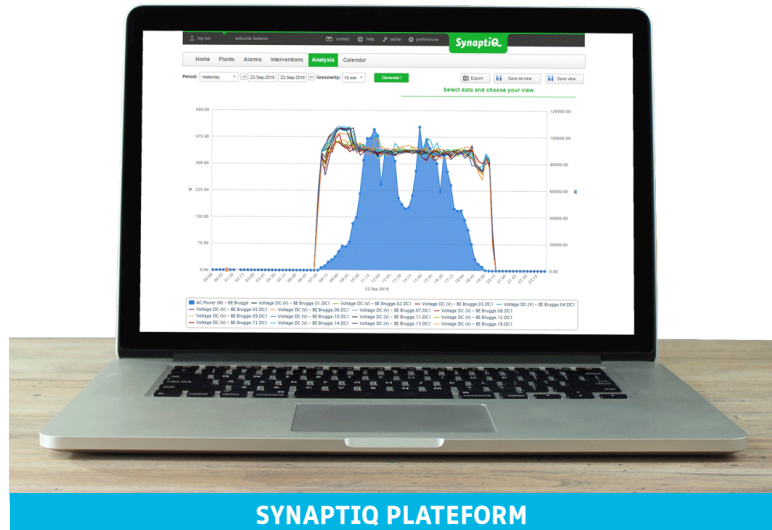 log out welcome 3edemo contact help admin preferences SynaptiQ
Home Plants Alarms Interventions Analysis Calendar
Period: Yesterday 22-Sep-2016 22-Sep-2016 Granularity: 15 min Generate ! Export Save as new Save view
Select data and choose your view
450.00 120000.00
375.00 100000.00
300.00 80000.00
V 225.00 60000.00 W
150.00 40000.00
75.00 20000.00
0.00 0.00
22 Sep 2016
AC Power (W) - BE Brugge Voltage DC (V) - BE Brugge:01.DC1 Voltage DC (V) - BE Brugge:02.DC1 Voltage DC (V) - BE Brugge:03.DC1 Voltage DC (V) - BE Brugge:04.DC1
Voltage DC (V) - BE Brugge:05.DC1 Voltage DC (V) - BE Brugge:06.DC1 Voltage DC (V) - BE Brugge:07.DC1 Voltage DC (V) - BE Brugge:08.DC1
Voltage DC (V) - BE Brugge:09.DC1 Voltage DC (V) - BE Brugge:10.DC1 Voltage DC (V) - BE Brugge:11.DC1 Voltage DC (V) - BE Brugge:12.DC1
Voltage DC (V) - BE Brugge:13.DC1 Voltage DC (V) - BE Brugge:14.DC1 Voltage DC (V) - BE Brugge:15.DC1 Voltage DC (V) - BE Brugge:16.DC1
SYNAPTIQ PLATEFORM